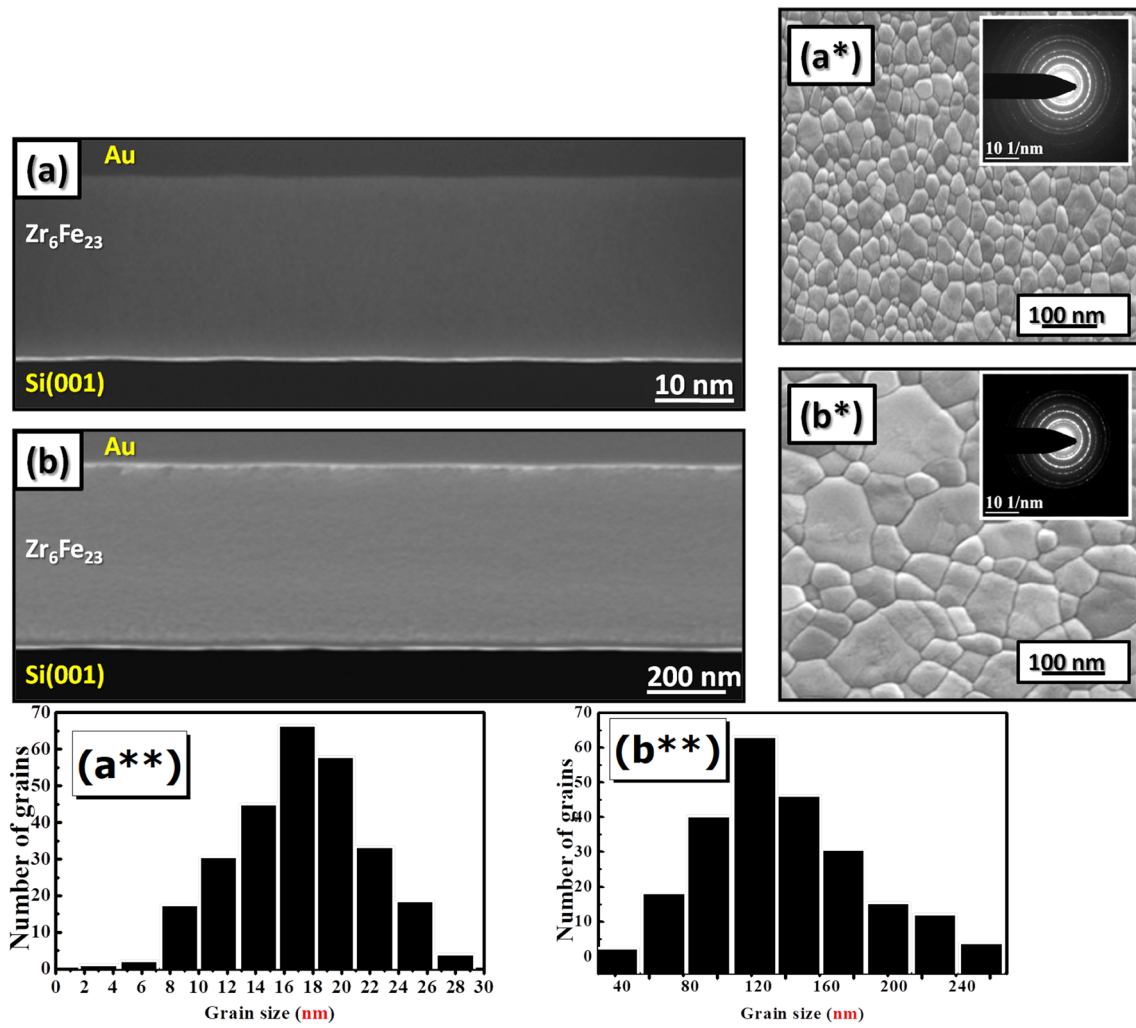 (a)
Au
Zr₆Fe₂₃
Si(001)
10 nm
(a*)
10 1/nm
100 nm
(b)
Au
Zr₆Fe₂₃
Si(001)
200 nm
(b*)
10 1/nm
100 nm
(a**)
Number of grains
70
60
50
40
30
20
10
0
0 2 4 6 8 10 12 14 16 18 20 22 24 26 28 30
Grain size (nm)
(b**)
Number of grains
70
60
50
40
30
20
10
0
40 80 120 160 200 240
Grain size (nm)